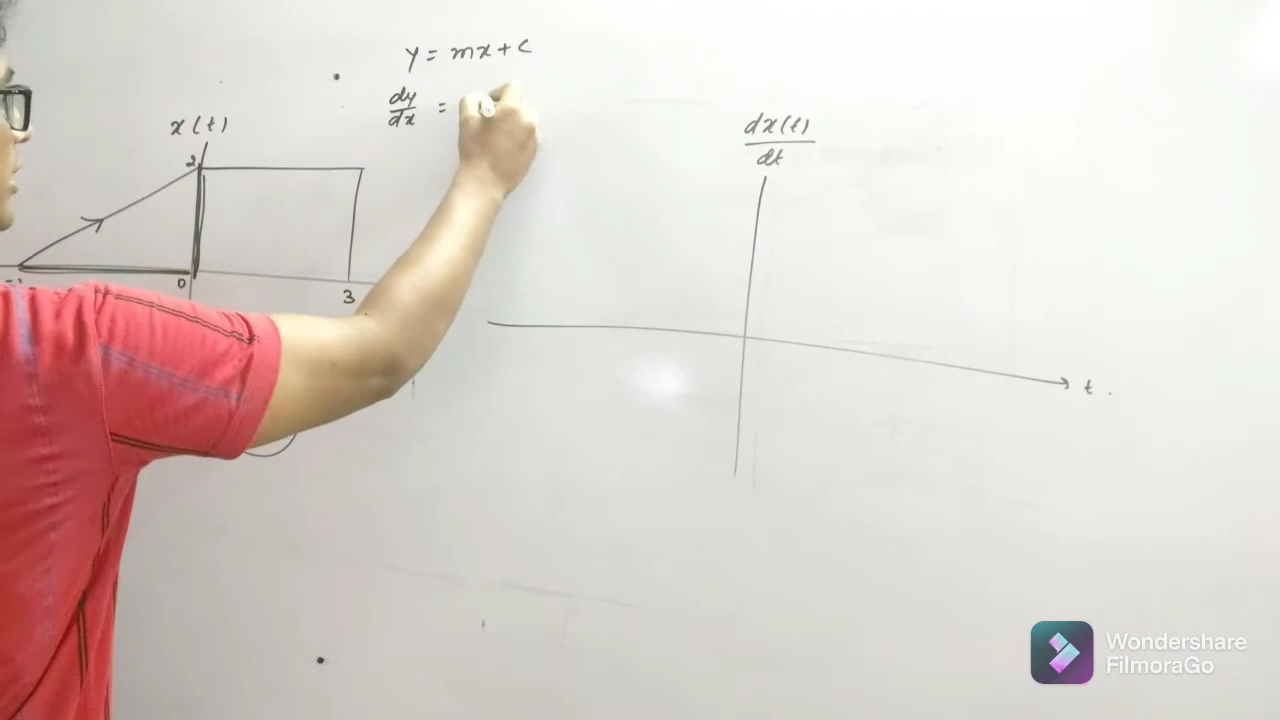 y = mx + c
dy/dx =
x(t)
2
0
3
dx(t)/dt
t.
Wondershare
FilmoraGo